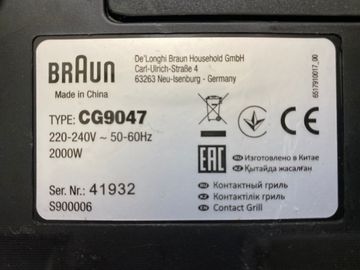 BRAUN
Made in China
De'Longhi Braun Household GmbH
Carl-Ulrich-Straße 4
63263 Neu-Isenburg - Germany
TYPE: CG9047
220-240V ~ 50-60Hz
2000W
Ser. Nr.: 41932
S900006
6517910017_00
CE
EAC
Изготовлено в Китае
Қытайда жасалған
Контактный гриль
Контактілік гриль
Contact Grill